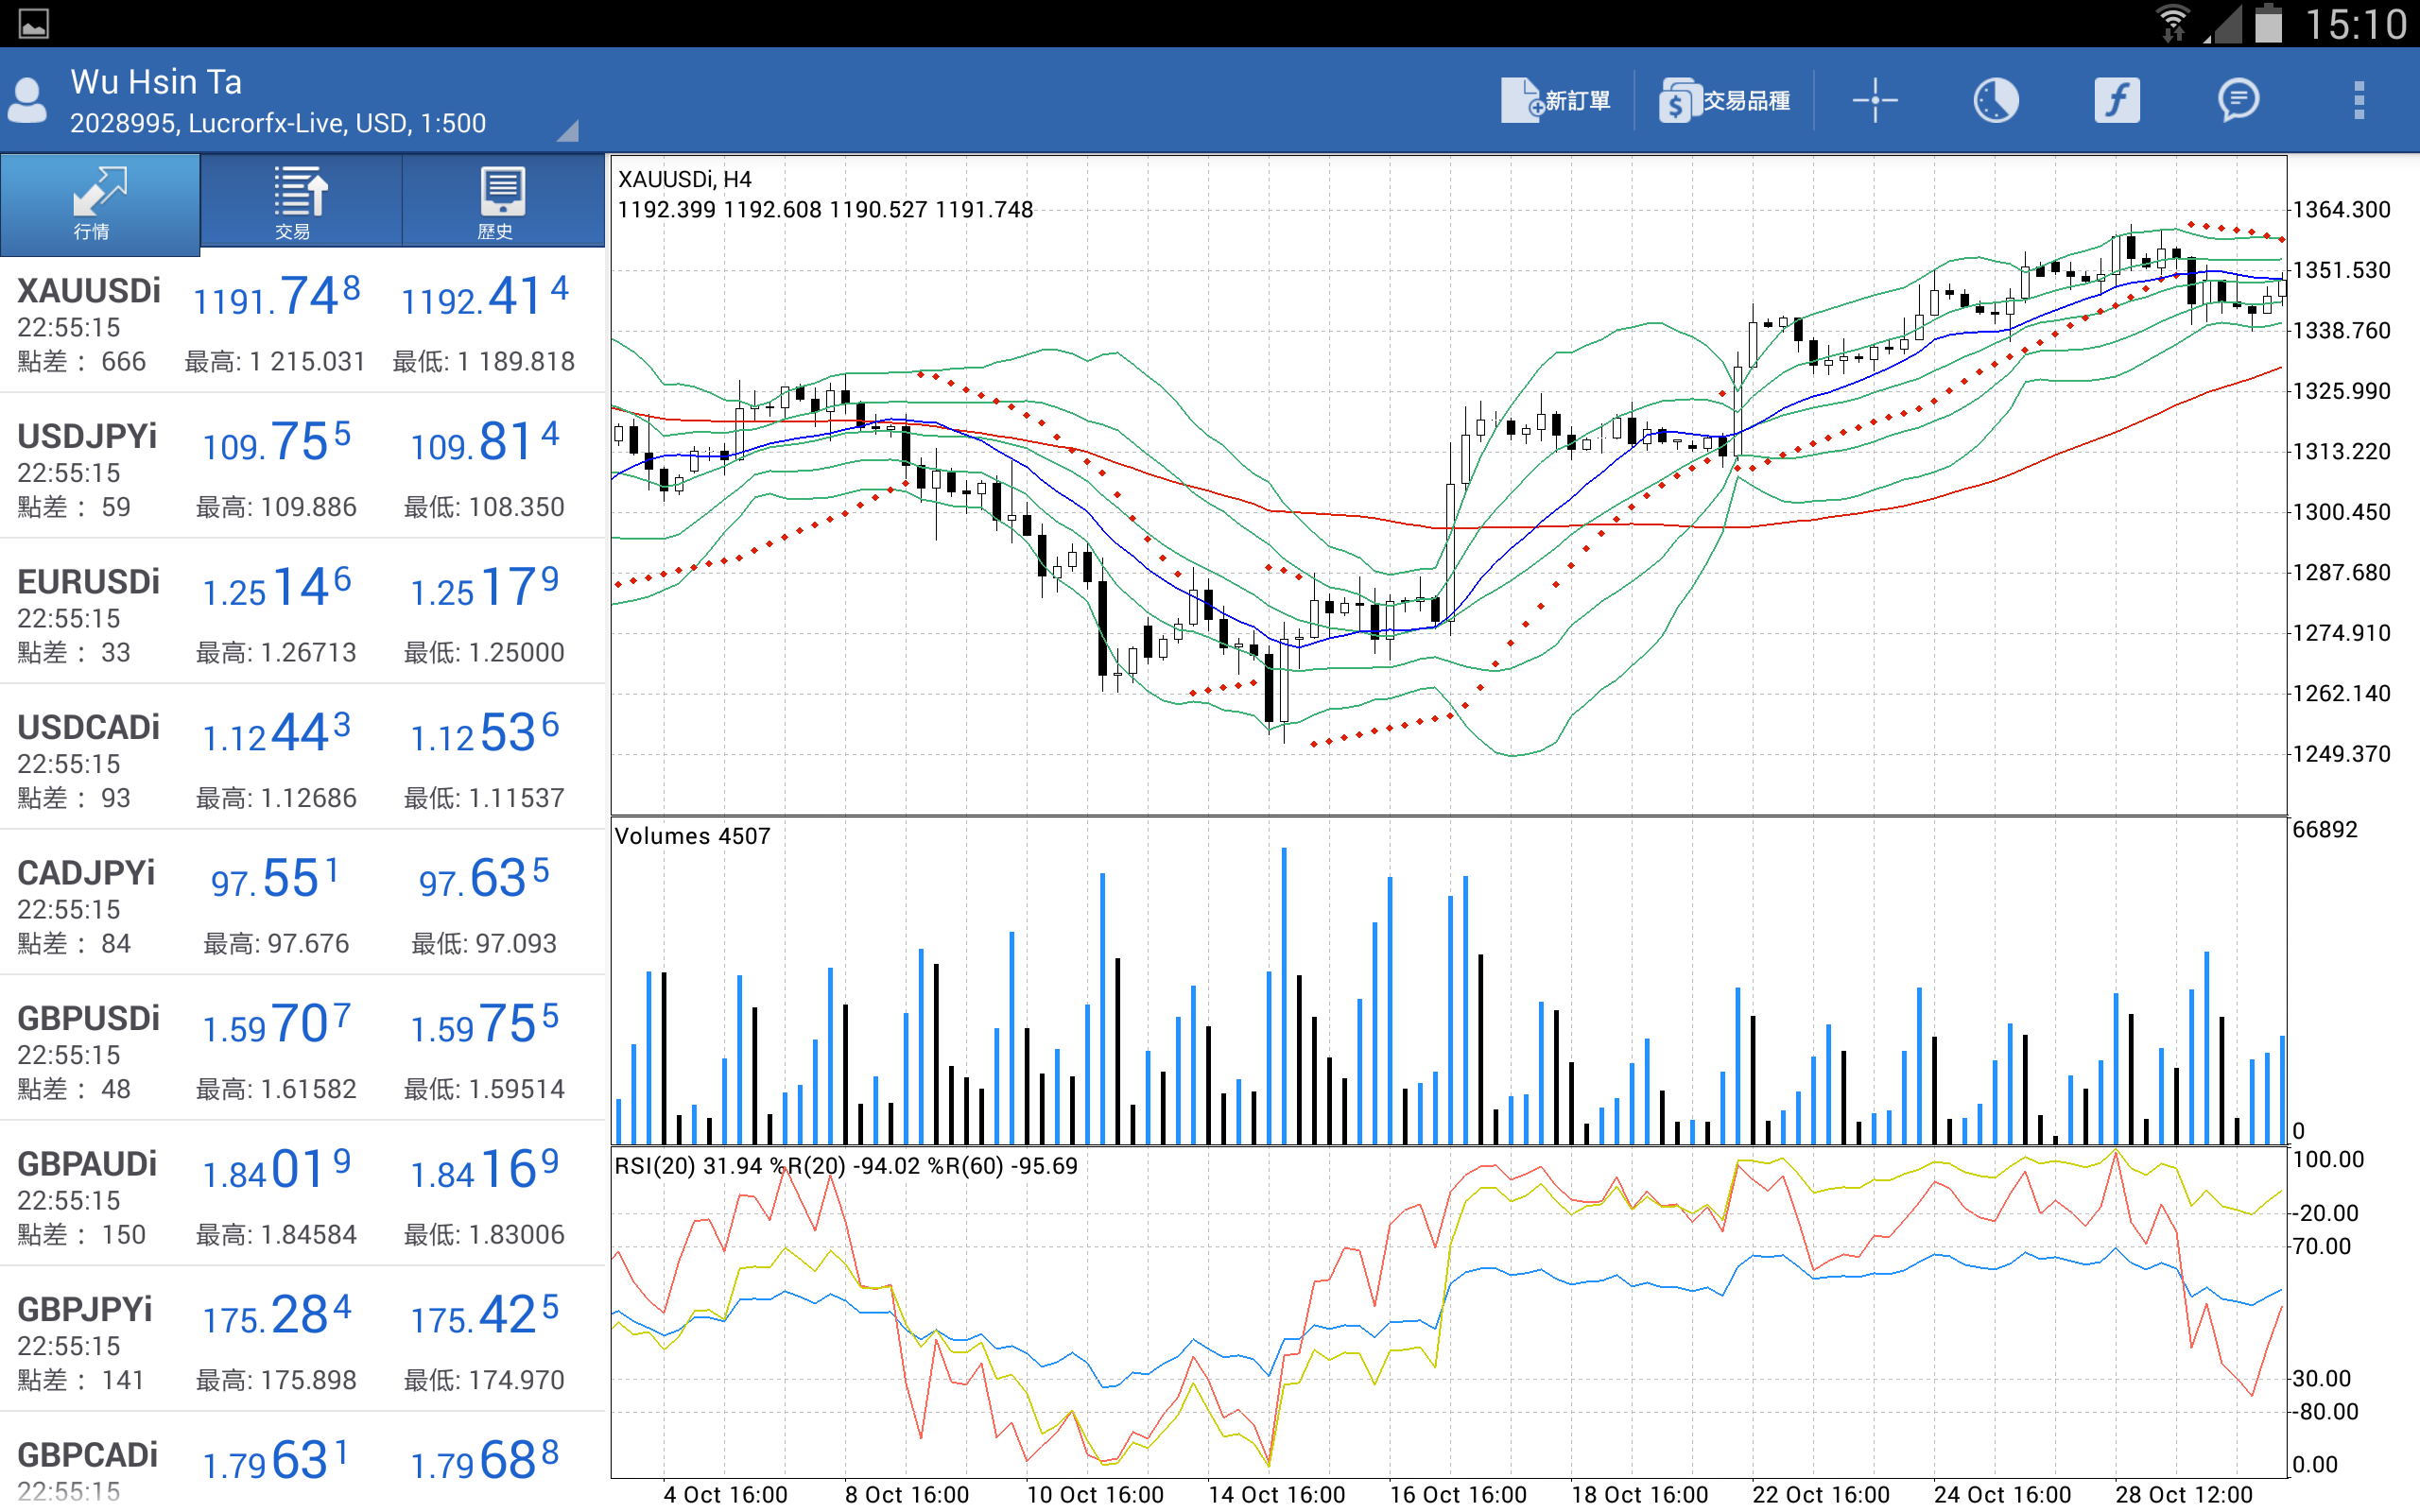 15:10
Wu Hsin Ta
2028995, Lucrorfx-Live, USD, 1:500
新訂單
交易品種
行情
交易
歷史
XAUUSDi 1191.748 1192.414
22:55:15
點差： 666 最高: 1 215.031 最低: 1 189.818
USDJPYi 109.755 109.814
22:55:15
點差： 59 最高: 109.886 最低: 108.350
EURUSDi 1.25146 1.25179
22:55:15
點差： 33 最高: 1.26713 最低: 1.25000
USDCADi 1.12443 1.12536
22:55:15
點差： 93 最高: 1.12686 最低: 1.11537
CADJPYi 97.551 97.635
22:55:15
點差： 84 最高: 97.676 最低: 97.093
GBPUSDi 1.59707 1.59755
22:55:15
點差： 48 最高: 1.61582 最低: 1.59514
GBPAUDi 1.84019 1.84169
22:55:15
點差： 150 最高: 1.84584 最低: 1.83006
GBPJPYi 175.284 175.425
22:55:15
點差： 141 最高: 175.898 最低: 174.970
GBPCADi 1.79631 1.79688
22:55:15
XAUUSDi, H4
1192.399 1192.608 1190.527 1191.748
1364.300
1351.530
1338.760
1325.990
1313.220
1300.450
1287.680
1274.910
1262.140
1249.370
Volumes 4507
66892
0
RSI(20) 31.94 %R(20) -94.02 %R(60) -95.69
100.00
-20.00
70.00
30.00
-80.00
0.00
4 Oct 16:00 8 Oct 16:00 10 Oct 16:00 14 Oct 16:00 16 Oct 16:00 18 Oct 16:00 22 Oct 16:00 24 Oct 16:00 28 Oct 12:00